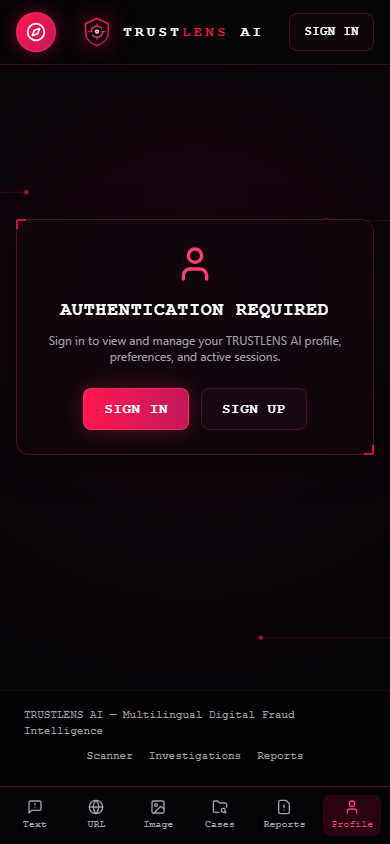 TRUSTLENS AI
SIGN IN
AUTHENTICATION REQUIRED
Sign in to view and manage your TRUSTLENS AI profile,
preferences, and active sessions.
SIGN IN
SIGN UP
TRUSTLENS AI — Multilingual Digital Fraud
Intelligence
Scanner Investigations Reports
Text URL Image Cases Reports Profile